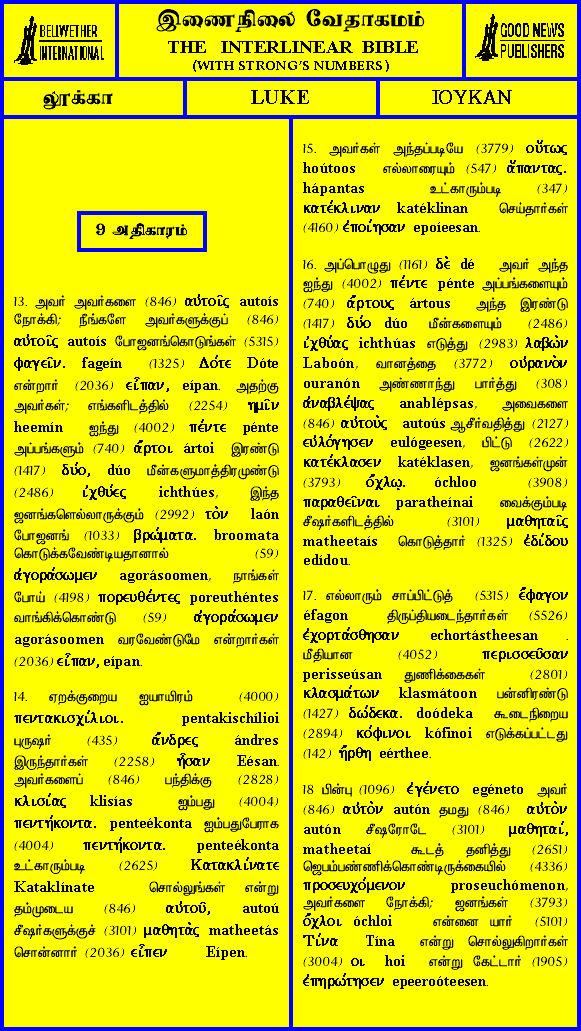 BELIWETHER
INTERNATIONAL
இணைநிலை வேதாகமம்
THE INTERLINEAR BIBLE
(WITH STRONG'S NUMBERS)
GOOD NEWS
PUBLISHERS
லூக்கா
LUKE
ΙΟΥΚΑΝ
9 அதிகாரம்
13. அவர் அவர்களை (846) αὐτοῖς autoís
நோக்கி; நீங்களே அவர்களுக்குப் (846)
αὐτοῖς autoís போஜனங்கொடுங்கள் (5315)
φαγεῖν. fageín (1325) Δότε Dóte
என்றார் (2036) εἶπαν, eípan. அதற்கு
அவர்கள்; எங்களிடத்தில் (2254) ἡμῖν
heemín ஐந்து (4002) πέντε pénte
அப்பங்களும் (740) ἄρτοι ártoi இரண்டு
(1417) δύο, dúo மீன்களுமாத்திரமுண்டு
(2486) ἰχθύες ichthúes, இந்த
ஜனங்களெல்லாருக்கும் (2992) τὸν laón
போஜனங் (1033) βρώματα. broomata
கொடுக்கவேண்டியதானால் (59)
ἀγοράσωμεν agorásoomen, நாங்கள்
போய் (4198) πορευθέντες poreuthéntes
வாங்கிக்கொண்டு (59) ἀγοράσωμεν
agorásoomen வரவேண்டுமே என்றார்கள்
(2036) εἶπαν, eípan.
14. ஏறக்குறைய ஐயாயிரம் (4000)
πεντακισχίλιοι. pentakischílioi
புருஷர் (435) ἄνδρες ándres
இருந்தார்கள் (2258) ἦσαν Eésan.
அவர்களைப் (846) பந்திக்கு (2828)
κλισίας klisías ஐம்பது (4004)
πεντήκοντα. penteékonta ஐம்பதுபேராக
(4004) πεντήκοντα. penteékonta
உட்காரும்படி (2625) Κατακλίνατε
Kataklínate சொல்லுங்கள் என்று
தம்முடைய (846) αὐτοῦ, autoú
சீஷர்களுக்குச் (3101) μαθητὰς matheetás
சொன்னார் (2036) εἶπεν Eípen.
15. அவர்கள் அந்தப்படியே (3779) οὕτως
hoútoos எல்லாரையும் (547) ἅπαντας.
hápantas உட்காரும்படி (347)
κατέκλιναν katéklinan செய்தார்கள்
(4160) ἐποίησαν epoíeesan.
16. அப்பொழுது (1161) δὲ dé அவர் அந்த
ஐந்து (4002) πέντε pénte அப்பங்களையும்
(740) ἄρτους ártous அந்த இரண்டு
(1417) δύο dúo மீன்களையும் (2486)
ἰχθύας ichthúas எடுத்து (2983) λαβὼν
Laboón, வானத்தை (3772) οὐρανὸν
ouranón அண்ணாந்து பார்த்து (308)
ἀναβλέψας anablépsas, அவைகளை
(846) αὐτοὺς autoús ஆசீர்வதித்து (2127)
εὐλόγησεν eulógeesen, பிட்டு (2622)
κατέκλασεν katéklasen, ஜனங்கள்முன்
(3793) ὄχλῳ. óchloo (3908)
παραθεῖναι paratheínai வைக்கும்படி
சீஷர்களிடத்தில் (3101) μαθηταῖς
matheetaís கொடுத்தார் (1325) ἐδίδου
edídou.
17. எல்லாரும் சாப்பிட்டுத் (5315) ἔφαγον
éfagon திருப்தியடைந்தார்கள் (5526)
ἐχορτάσθησαν echortástheesan .
மீதியான (4052) περισσεῦσαν
perisseúsan துணிக்கைகள் (2801)
κλασμάτων klasmátoon பன்னிரண்டு
(1427) δώδεκα. doódeka கூடைநிறைய
(2894) κόφινοι kófinoi எடுக்கப்பட்டது
(142) ἤρθη eérthee.
18 பின்பு (1096) ἐγένετο egéneto அவர்
(846) αὐτὸν autón தமது (846) αὐτὸν
autón சீஷரோடே (3101) μαθηταί,
matheetaí கூடத் தனித்து (2651)
ஜெபம்பண்ணிக்கொண்டிருக்கையில் (4336)
προσευχόμενον proseuchómenon,
அவர்களை நோக்கி; ஜனங்கள் (3793)
ὄχλοι óchloi என்னை யார் (5101)
Τίνα Tína என்று சொல்லுகிறார்கள்
(3004) οι hoi என்று கேட்டார் (1905)
ἐπηρώτησεν epeeroóteesen.